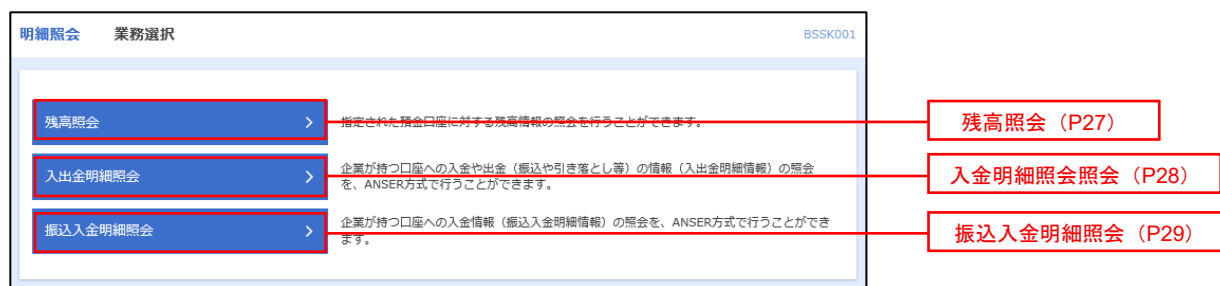 明細照会 業務選択 BSSK001
残高照会 指定された預金口座に対する残高情報の照会を行うことができます。 残高照会（P27）
入出金明細照会 企業が持つ口座への入金や出金（振込や引き落とし等）の情報（入出金明細情報）の照会
を、ANSER方式で行うことができます。 入金明細照会照会（P28）
振込入金明細照会 企業が持つ口座への入金情報（振込入金明細情報）の照会を、ANSER方式で行うことができ
ます。 振込入金明細照会（P29）